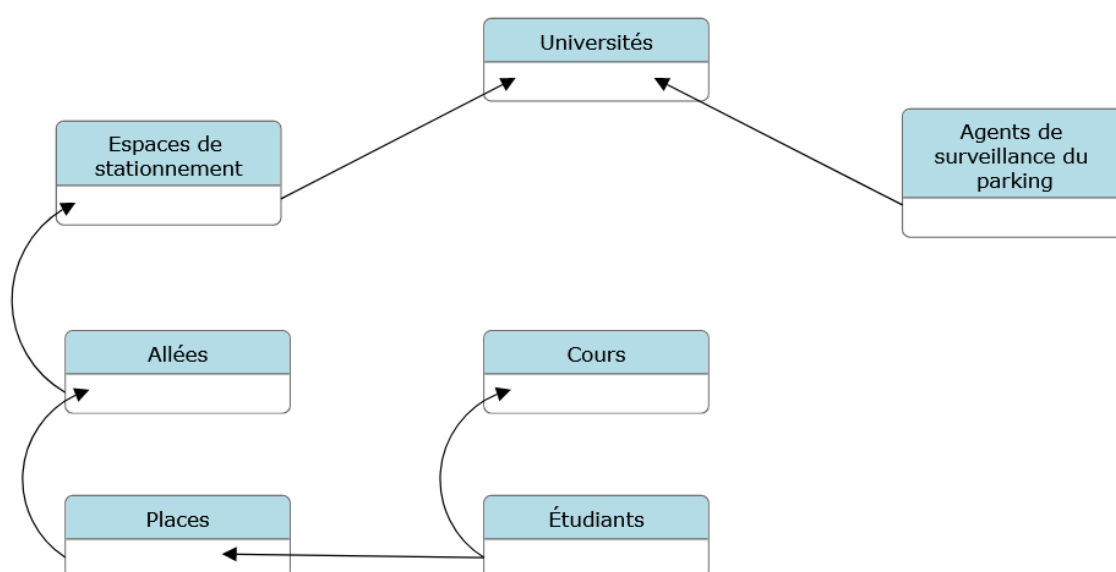 Universités
Espaces de
stationnement
Agents de
surveillance du
parking
Allées
Cours
Places
Étudiants